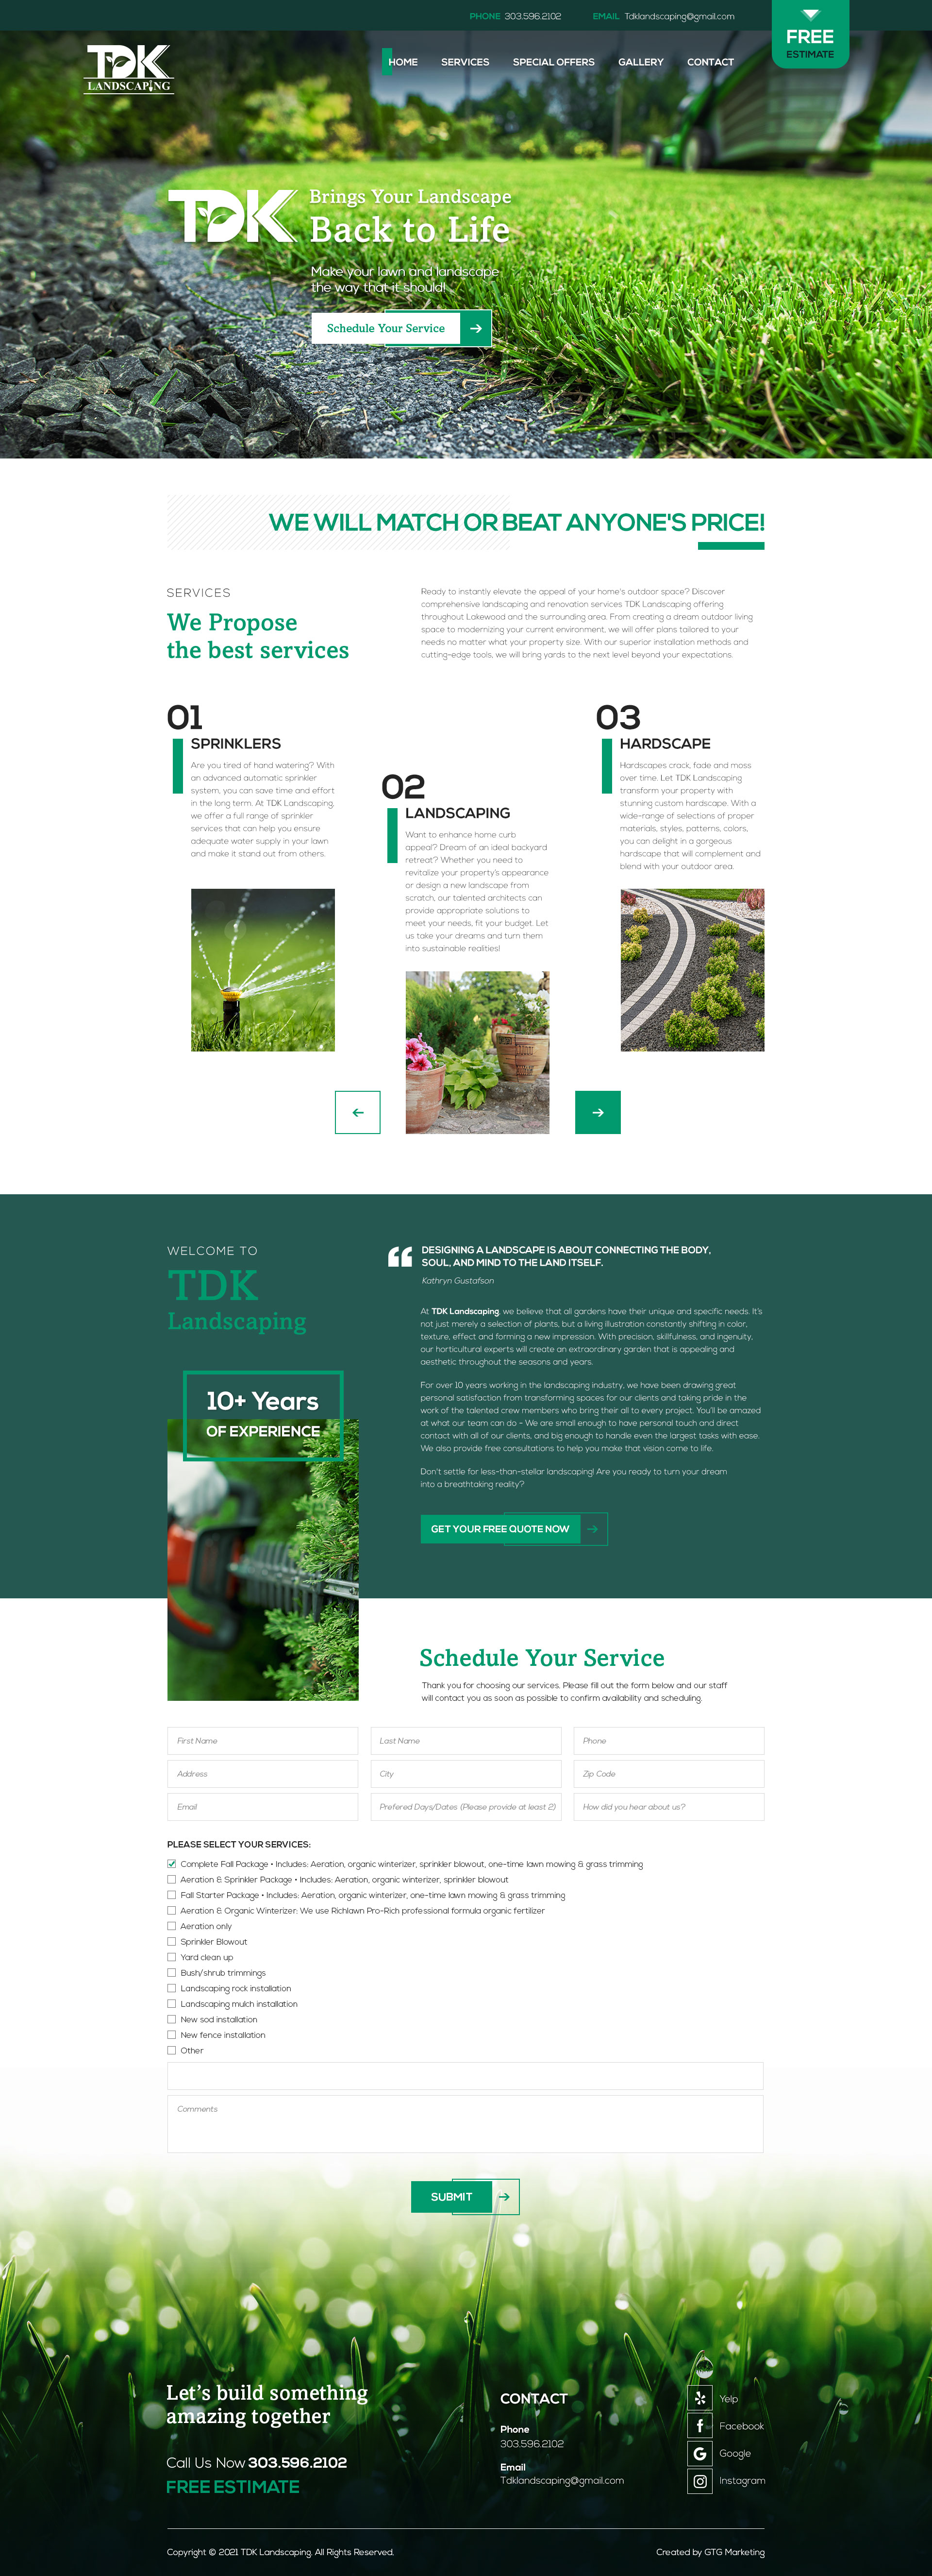 PHONE 303.596.2102 EMAIL Tdklandscaping@gmail.com
FREE
ESTIMATE
TDK
LANDSCAPING
HOME SERVICES SPECIAL OFFERS GALLERY CONTACT
TDK Brings Your Landscape
Back to Life
Make your lawn and landscape
the way that it should!
Schedule Your Service
WE WILL MATCH OR BEAT ANYONE'S PRICE!
SERVICES
We Propose
the best services
Ready to instantly elevate the appeal of your home's outdoor space? Discover
comprehensive landscaping and renovation services TDK Landscaping offering
throughout Lakewood and the surrounding area. From creating a dream outdoor living
space to modernizing your current environment, we will offer plans tailored to your
needs no matter what your property size. With our superior installation methods and
cutting-edge tools, we will bring yards to the next level beyond your expectations.
01
SPRINKLERS
Are you tired of hand watering? With
an advanced automatic sprinkler
system, you can save time and effort
in the long term. At TDK Landscaping,
we offer a full range of sprinkler
services that can help you ensure
adequate water supply in your lawn
and make it stand out from others.
02
LANDSCAPING
Want to enhance home curb
appeal? Dream of an ideal backyard
retreat? Whether you need to
revitalize your property's appearance
or design a new landscape from
scratch, our talented architects can
provide appropriate solutions to
meet your needs, fit your budget. Let
us take your dreams and turn them
into sustainable realities!
03
HARDSCAPE
Hardscapes crack, fade and moss
over time. Let TDK Landscaping
transform your property with
stunning custom hardscape. With a
wide-range of selections of proper
materials, styles, patterns, colors,
you can delight in a gorgeous
hardscape that will complement and
blend with your outdoor area.
WELCOME TO
TDK
Landscaping
10+ Years
OF EXPERIENCE
“ DESIGNING A LANDSCAPE IS ABOUT CONNECTING THE BODY,
SOUL, AND MIND TO THE LAND ITSELF.
Kathryn Gustafson
At TDK Landscaping, we believe that all gardens have their unique and specific needs. It's
not just merely a selection of plants, but a living illustration constantly shifting in color,
texture, effect and forming a new impression. With precision, skillfulness, and ingenuity,
our horticultural experts will create an extraordinary garden that is appealing and
aesthetic throughout the seasons and years.
For over 10 years working in the landscaping industry, we have been drawing great
personal satisfaction from transforming spaces for our clients and taking pride in the
work of the talented crew members who bring their all to every project. You'll be amazed
at what our team can do - We are small enough to have personal touch and direct
contact with all of our clients, and big enough to handle even the largest tasks with ease.
We also provide free consultations to help you make that vision come to life.
Don't settle for less-than-stellar landscaping! Are you ready to turn your dream
into a breathtaking reality?
GET YOUR FREE QUOTE NOW
Schedule Your Service
Thank you for choosing our services. Please fill out the form below and our staff
will contact you as soon as possible to confirm availability and scheduling.
First Name Last Name Phone
Address City Zip Code
Email Prefered Days/Dates (Please provide at least 2) How did you hear about us?
PLEASE SELECT YOUR SERVICES:
Complete Fall Package • Includes: Aeration, organic winterizer, sprinkler blowout, one-time lawn mowing & grass trimming
Aeration & Sprinkler Package • Includes: Aeration, organic winterizer, sprinkler blowout
Fall Starter Package • Includes: Aeration, organic winterizer, one-time lawn mowing & grass trimming
Aeration & Organic Winterizer: We use Richlawn Pro-Rich professional formula organic fertilizer
Aeration only
Sprinkler Blowout
Yard clean up
Bush/shrub trimmings
Landscaping rock installation
Landscaping mulch installation
New sod installation
New fence installation
Other
Comments
SUBMIT
Let's build something
amazing together
Call Us Now 303.596.2102
FREE ESTIMATE
CONTACT
Phone
303.596.2102
Email
Tdklandscaping@gmail.com
Yelp
Facebook
Google
Instagram
Copyright © 2021 TDK Landscaping. All Rights Reserved. Created by GTG Marketing